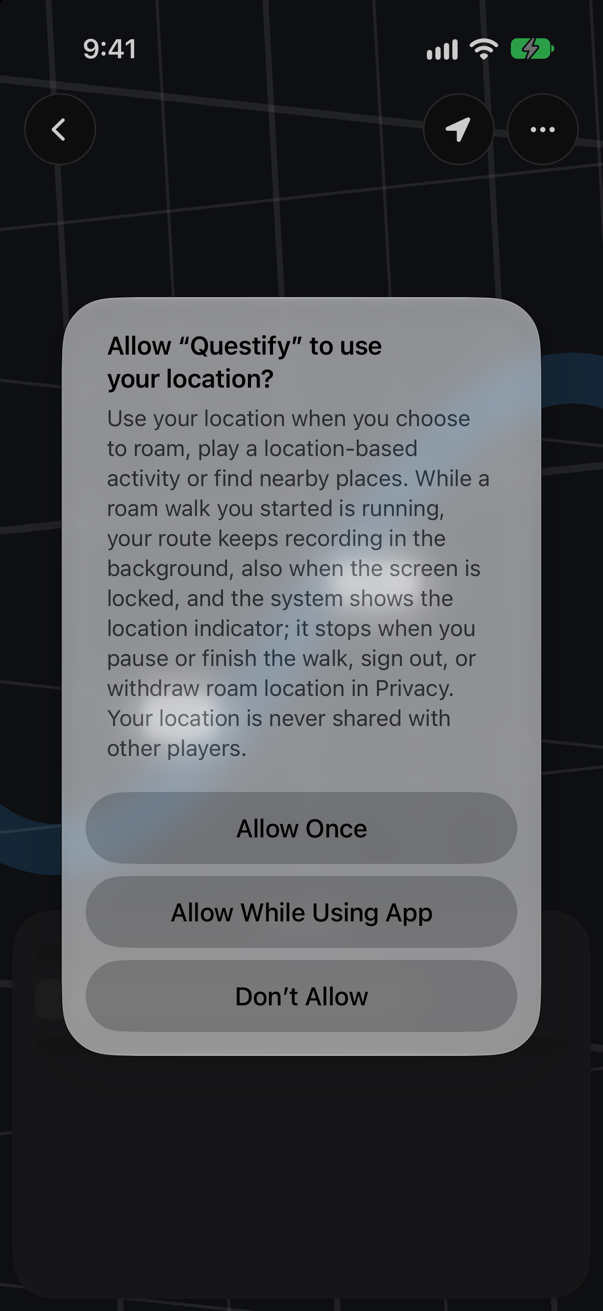 9:41
Allow “Questify” to use
your location?
Use your location when you choose
to roam, play a location-based
activity or find nearby places. While a
roam walk you started is running,
your route keeps recording in the
background, also when the screen is
locked, and the system shows the
location indicator; it stops when you
pause or finish the walk, sign out, or
withdraw roam location in Privacy.
Your location is never shared with
other players.
Allow Once
Allow While Using App
Don’t Allow